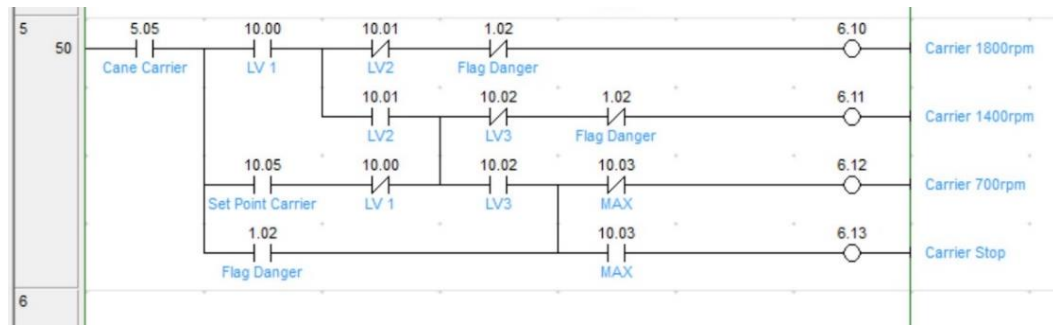 5 5.05 10.00 10.01 1.02 6.10
50 Carrier 1800rpm
Cane Carrier LV 1 LV2 Flag Danger
10.01 10.02 1.02 6.11
Carrier 1400rpm
LV2 LV3 Flag Danger
10.05 10.00 10.02 10.03 6.12
Carrier 700rpm
Set Point Carrier LV 1 LV3 MAX
1.02 10.03 6.13
Carrier Stop
Flag Danger MAX
6